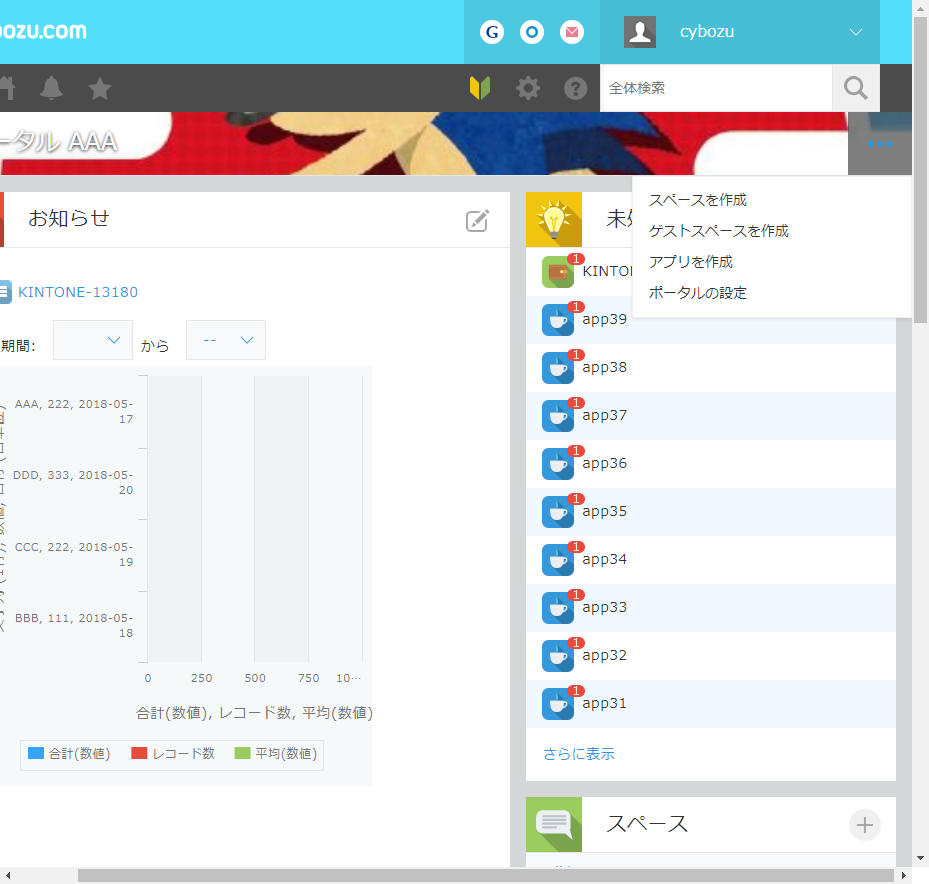 ozu.com
G
cybozu
全体検索
ータル AAA
スペースを作成
ゲストスペースを作成
アプリを作成
ポータルの設定
お知らせ
KINTONE-13180
期間:
から
--
AAA, 222, 2018-05-
17
DDD, 333, 2018-05-
20
CCC, 222, 2018-05-
19
BBB, 111, 2018-05-
18
0
250
500
750
10…
合計(数値), レコード数, 平均(数値)
合計(数値)
レコード数
平均(数値)
未
1
KINTO
1
app39
1
app38
1
app37
1
app36
1
app35
1
app34
1
app33
1
app32
1
app31
さらに表示
スペース